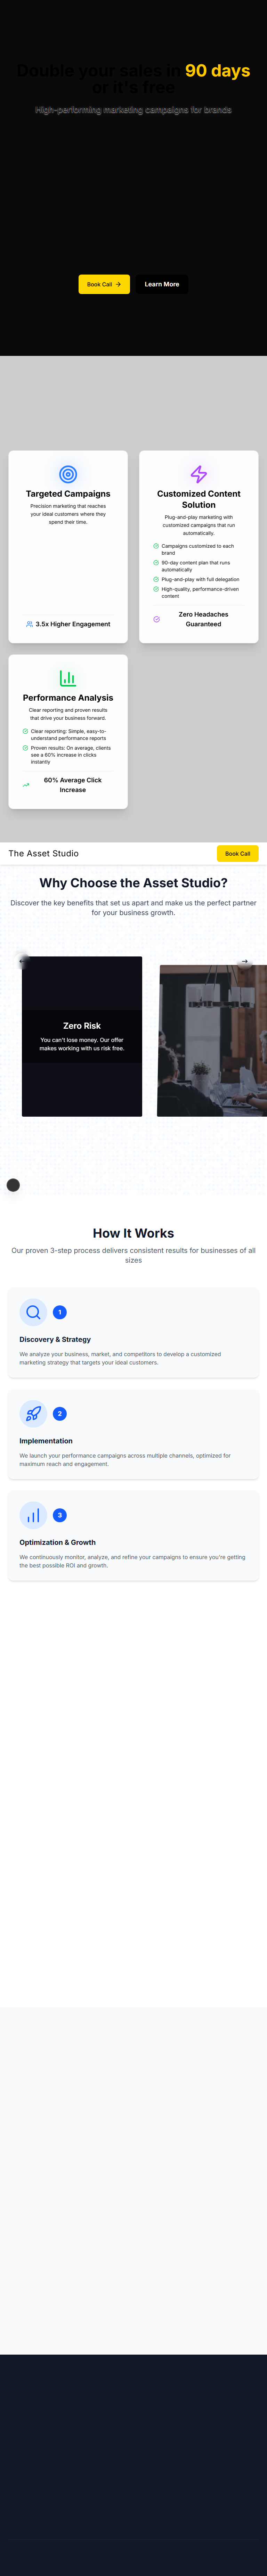 Double your sales in 90 days
or it's free
High-performing marketing campaigns for brands
Book Call
Learn More
Targeted Campaigns
Precision marketing that reaches
your ideal customers where they
spend their time.
3.5x Higher Engagement
Customized Content
Solution
Plug-and-play marketing with
customized campaigns that run
automatically.
Campaigns customized to each
brand
90-day content plan that runs
automatically
Plug-and-play with full delegation
High-quality, performance-driven
content
Zero Headaches
Guaranteed
Performance Analysis
Clear reporting and proven results
that drive your business forward.
Clear reporting: Simple, easy-to-
understand performance reports
Proven results: On average, clients
see a 60% increase in clicks
instantly
60% Average Click
Increase
The Asset Studio
Book Call
Why Choose the Asset Studio?
Discover the key benefits that set us apart and make us the perfect partner
for your business growth.
Zero Risk
You can't lose money. Our offer
makes working with us risk free.
How It Works
Our proven 3-step process delivers consistent results for businesses of all
sizes
1
Discovery & Strategy
We analyze your business, market, and competitors to develop a customized
marketing strategy that targets your ideal customers.
2
Implementation
We launch your performance campaigns across multiple channels, optimized for
maximum reach and engagement.
3
Optimization & Growth
We continuously monitor, analyze, and refine your campaigns to ensure you're getting
the best possible ROI and growth.